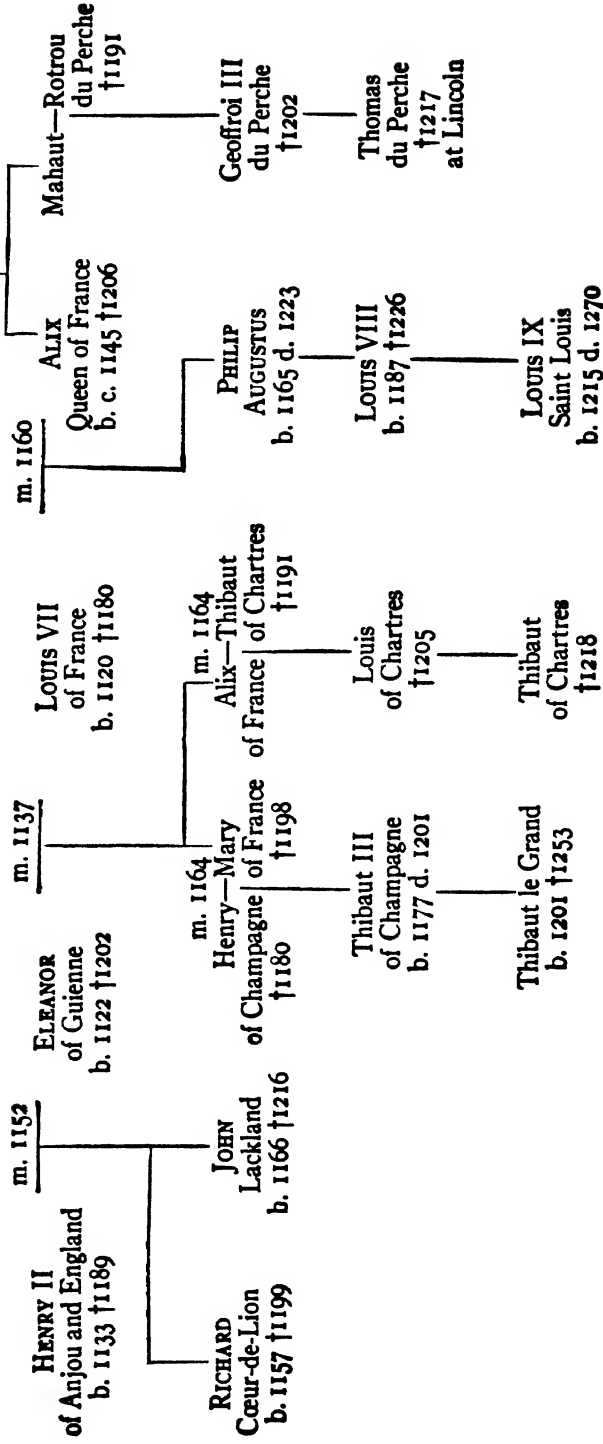 m. 1152
m. 1137
m. 1160
HENRY II
of Anjou and England
b. 1133 †1189
ELEANOR
of Guienne
b. 1122 †1202
LOUIS VII
of France
b. 1120 †1180
ALIX
Queen of France
b. c. 1145 †1206
Mahaut—Rotrou
du Perche
†1191
RICHARD
Cœur-de-Lion
b. 1157 †1199
JOHN
Lackland
b. 1166 †1216
m. 1164
Henry—Mary
of Champagne of France
†1180 †1198
m. 1164
Alix—Thibaut
of France of Chartres
†1191
PHILIP
AUGUSTUS
b. 1165 d. 1223
Geoffroi III
du Perche
†1202
Thibaut III
of Champagne
b. 1177 d. 1201
Louis
of Chartres
†1205
LOUIS VIII
b. 1187 †1226
Thomas
du Perche
†1217
at Lincoln
Thibaut le Grand
b. 1201 †1253
Thibaut
of Chartres
†1218
LOUIS IX
Saint Louis
b. 1215 d. 1270